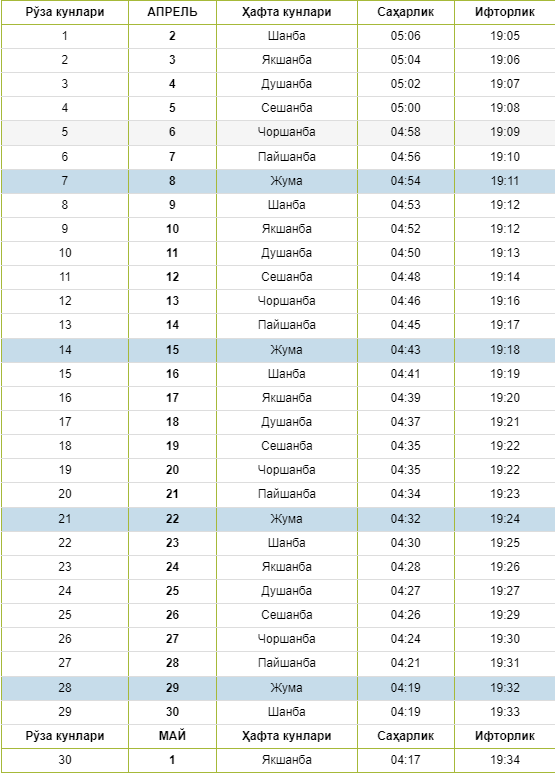 Рўза кунлари АПРЕЛЬ Ҳафта кунлари Саҳарлик Ифторлик
1 2 Шанба 05:06 19:05
2 3 Якшанба 05:04 19:06
3 4 Душанба 05:02 19:07
4 5 Сешанба 05:00 19:08
5 6 Чоршанба 04:58 19:09
6 7 Пайшанба 04:56 19:10
7 8 Жума 04:54 19:11
8 9 Шанба 04:53 19:12
9 10 Якшанба 04:52 19:12
10 11 Душанба 04:50 19:13
11 12 Сешанба 04:48 19:14
12 13 Чоршанба 04:46 19:16
13 14 Пайшанба 04:45 19:17
14 15 Жума 04:43 19:18
15 16 Шанба 04:41 19:19
16 17 Якшанба 04:39 19:20
17 18 Душанба 04:37 19:21
18 19 Сешанба 04:35 19:22
19 20 Чоршанба 04:35 19:22
20 21 Пайшанба 04:34 19:23
21 22 Жума 04:32 19:24
22 23 Шанба 04:30 19:25
23 24 Якшанба 04:28 19:26
24 25 Душанба 04:27 19:27
25 26 Сешанба 04:26 19:29
26 27 Чоршанба 04:24 19:30
27 28 Пайшанба 04:21 19:31
28 29 Жума 04:19 19:32
29 30 Шанба 04:19 19:33
Рўза кунлари МАЙ Ҳафта кунлари Саҳарлик Ифторлик
30 1 Якшанба 04:17 19:34